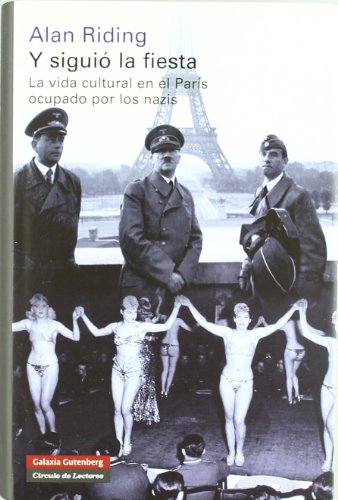 Alan Riding
Y siguió la fiesta
La vida cultural en el París
ocupado por los nazis
Galaxia Gutenberg
Círculo de Lectores